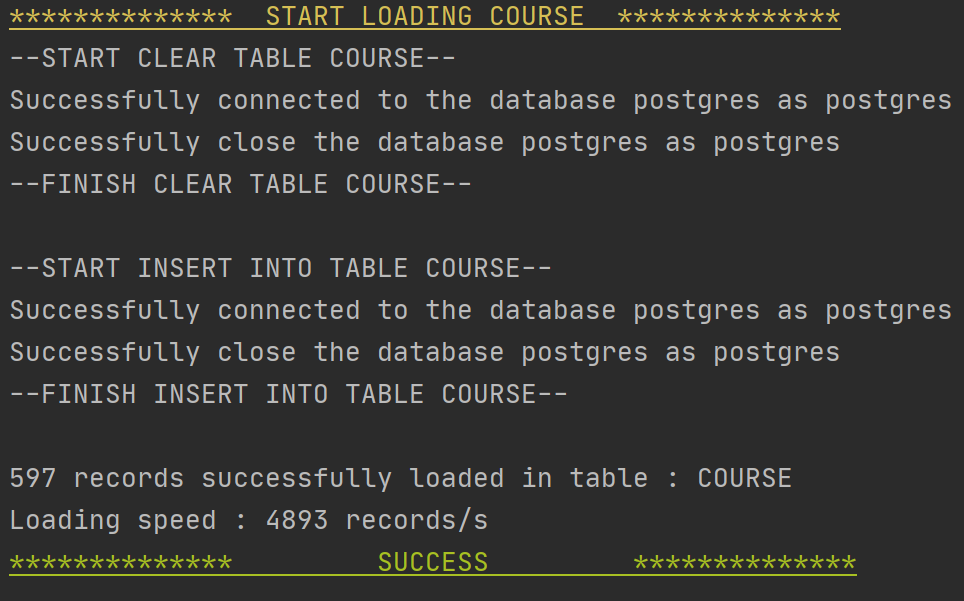 **************  START LOADING COURSE  **************
--START CLEAR TABLE COURSE--
Successfully connected to the database postgres as postgres
Successfully close the database postgres as postgres
--FINISH CLEAR TABLE COURSE--
--START INSERT INTO TABLE COURSE--
Successfully connected to the database postgres as postgres
Successfully close the database postgres as postgres
--FINISH INSERT INTO TABLE COURSE--
597 records successfully loaded in table : COURSE
Loading speed : 4893 records/s
**************         SUCCESS         **************